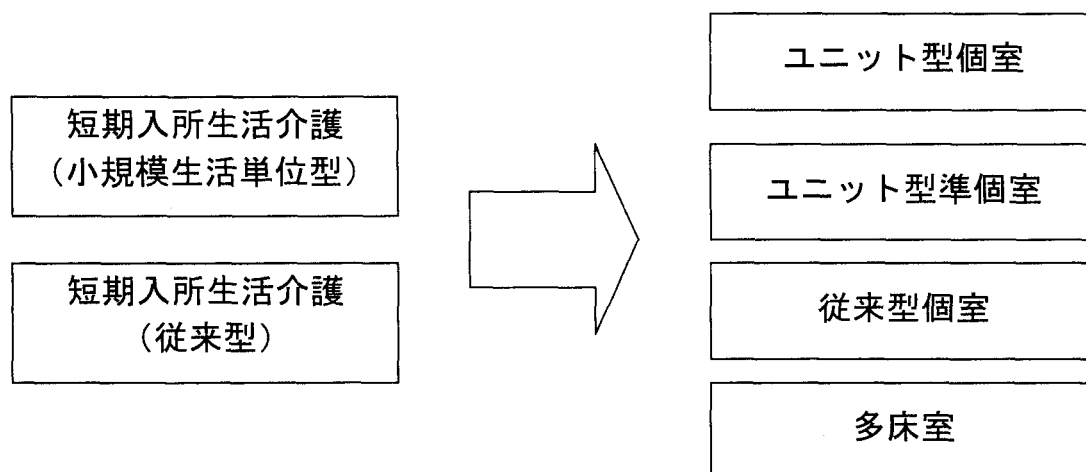 短期入所生活介護
（小規模生活単位型）
短期入所生活介護
（従来型）
ユニット型個室
ユニット型準個室
従来型個室
多床室